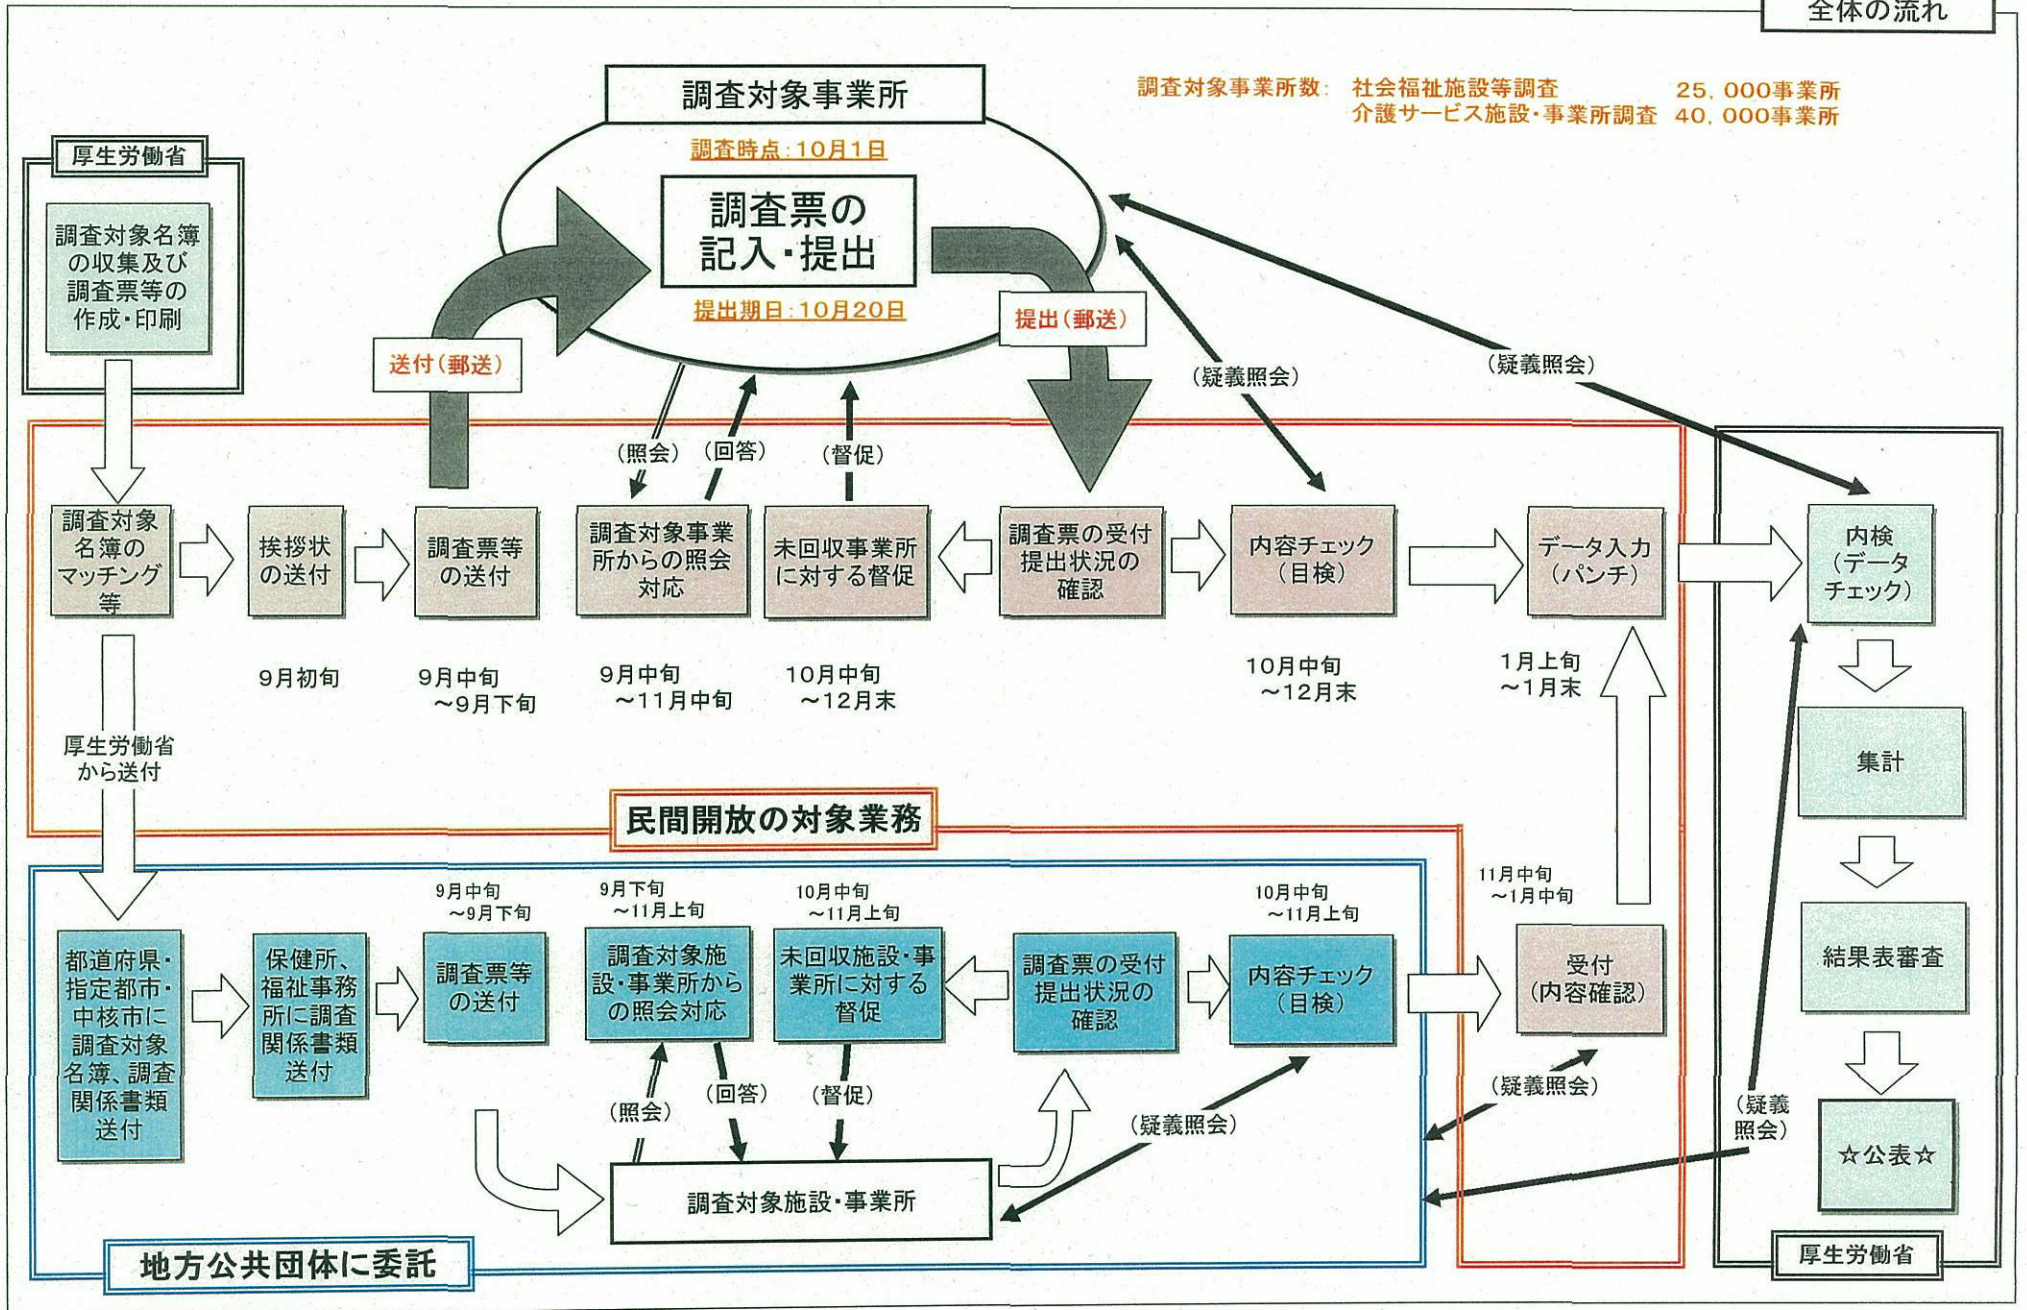 全体の流れ
調査対象事業所数： 社会福祉施設等調査 25，000事業所
介護サービス施設・事業所調査 40，000事業所
調査対象事業所
調査時点：10月1日
調査票の
記入・提出
提出期日：10月20日
厚生労働省
調査対象名簿
の収集及び
調査票等の
作成・印刷
送付（郵送）
提出（郵送）
（疑義照会）
（疑義照会）
（照会）
（回答）
（督促）
調査対象
名簿の
マッチング
等
挨拶状
の送付
調査票等
の送付
調査対象事業
所からの照会
対応
未回収事業所
に対する督促
調査票の受付
提出状況の
確認
内容チェック
（目検）
データ入力
（パンチ）
内検
（データ
チェック）
9月初旬
9月中旬
～9月下旬
9月中旬
～11月中旬
10月中旬
～12月末
10月中旬
～12月末
1月上旬
～1月末
厚生労働省
から送付
集計
民間開放の対象業務
9月中旬
～9月下旬
9月下旬
～11月上旬
10月中旬
～11月上旬
10月中旬
～11月上旬
11月中旬
～1月中旬
都道府県・
指定都市・
中核市に
調査対象
名簿、調査
関係書類
送付
保健所、
福祉事務
所に調査
関係書類
送付
調査票等
の送付
調査対象施
設・事業所から
の照会対応
未回収施設・事
業所に対する
督促
調査票の受付
提出状況の
確認
内容チェック
（目検）
受付
（内容確認）
結果表審査
（照会）
（回答）
（督促）
（疑義照会）
（疑義照会）
（疑義
照会）
☆公表☆
調査対象施設・事業所
地方公共団体に委託
厚生労働省